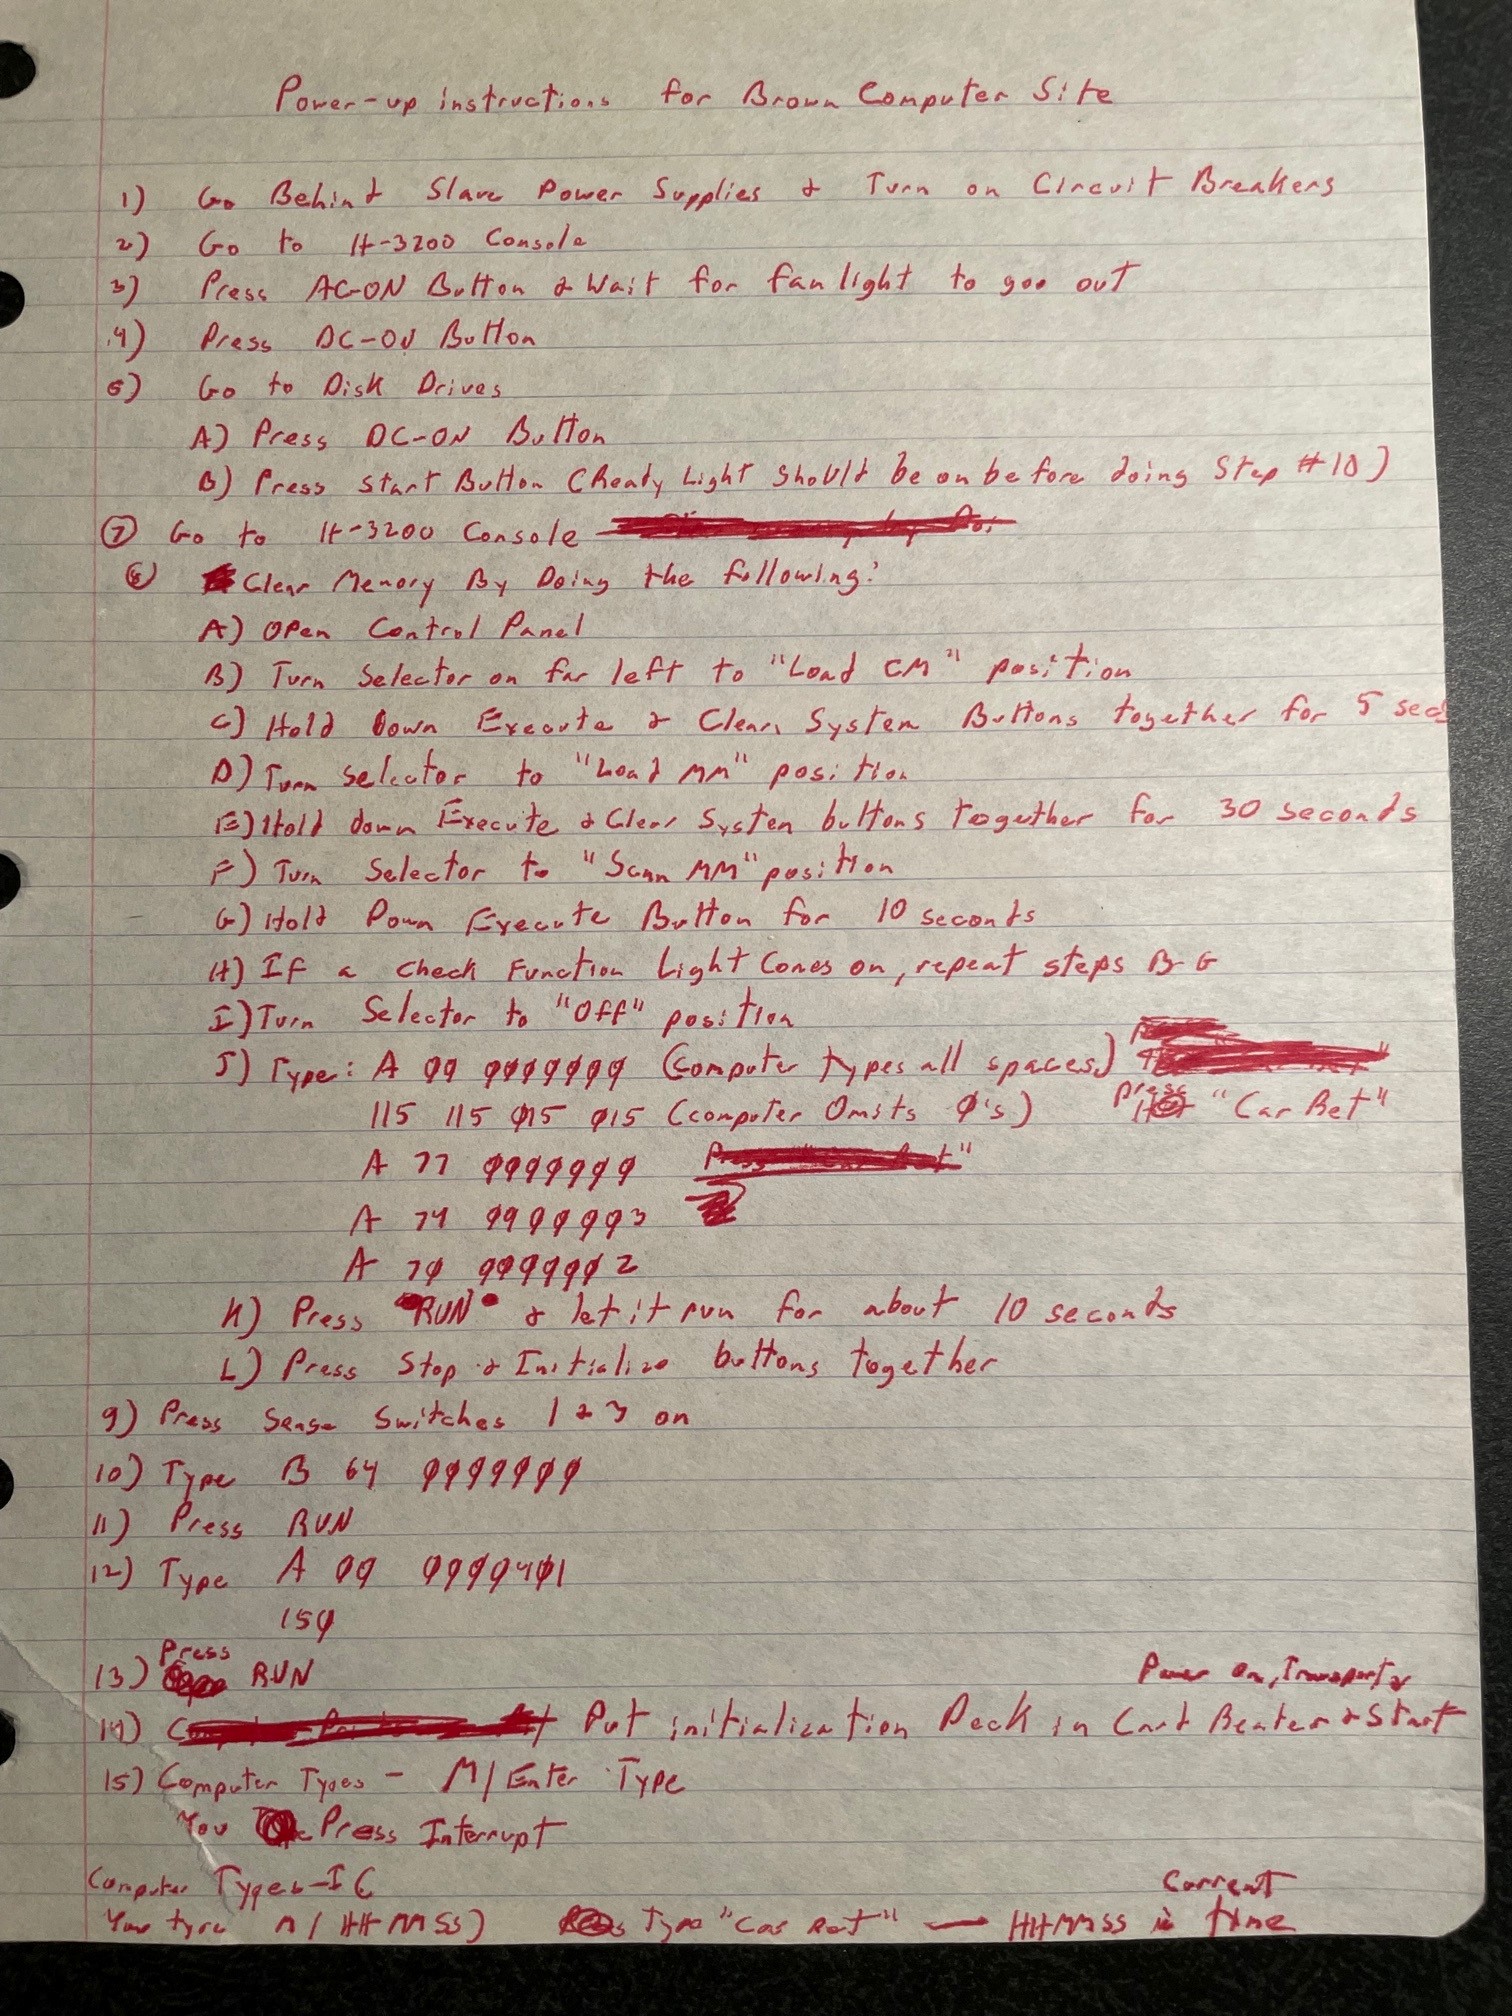 Power-up instructions for Brown Computer Site
1) Go Behind Slave Power Supplies & Turn on Circuit Breakers
2) Go to H-3200 Console
3) Press AC-ON Button & Wait for fan light to goo out
4) Press DC-ON Button
5) Go to Disk Drives
A) Press DC-ON Button
B) Press start Button (Ready Light Should be on before doing Step #10)
7 Go to H-3200 Console
8 Clear Memory By Doing the following:
A) Open Control Panel
B) Turn Selector on far left to "Load CM" position
C) Hold Down Execute & Clear System Buttons together for 5 secs
D) Turn selector to "Load MM" position
E) Hold down Execute & Clear System buttons together for 30 seconds
F) Turn Selector to "Scan MM" position
G) Hold Down Execute Button for 10 seconds
H) If a check Function Light Comes on, repeat steps B-G
I) Turn Selector to "Off" position
J) Type: A 00 0000000 (Computer types all spaces)
115 115 015 015 (computer Omits 0's) Press "Car Ret"
A 77 0000000
A 74 0000003
A 70 0000002
K) Press "RUN" & let it run for about 10 seconds
L) Press Stop & Initialize buttons together
9) Press Sense Switches 1 & 3 on
10) Type B 64 0000000
11) Press RUN
12) Type A 00 0000401
150
13) Press RUN
Power on, Transport &
14) Put initialization Deck in Card Reader & Start
15) Computer Types - M/Enter Type
You Press Interrupt
Computer Types-IC
Current
You type M/HHMMSS) Type "Car Ret" — HHMMSS is time